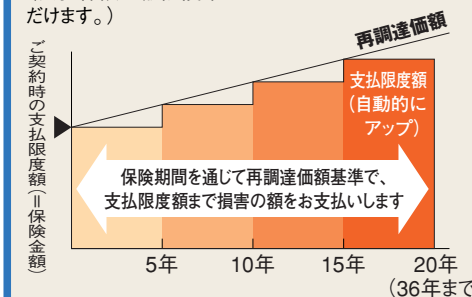 だけます。)
再調達価額
ご契約時の支払限度額(=保険金額)
支払限度額
(自動的に
アップ)
保険期間を通じて再調達価額基準で、
支払限度額まで損害の額をお支払いします
5年 10年 15年 20年
(36年まで